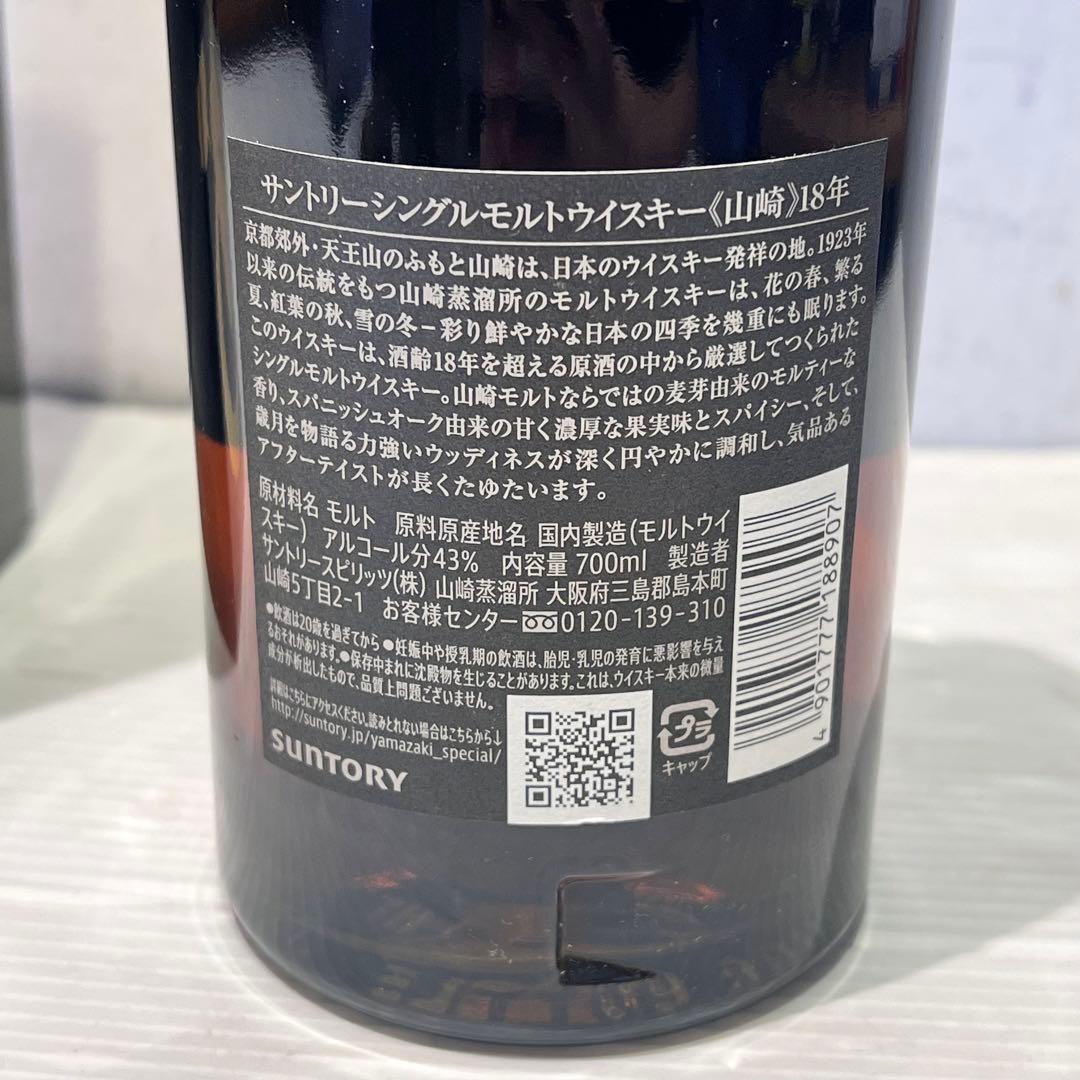 サントリーシングルモルトウイスキー《山崎》18年
京都郊外・天王山のふもと山崎は、日本のウイスキー発祥の地。1923年
以来の伝統をもつ山崎蒸溜所のモルトウイスキーは、花の春、繁る
夏、紅葉の秋、雪の冬−彩り鮮やかな日本の四季を幾重にも眠ります。
このウイスキーは、酒齢18年を超える原酒の中から厳選してつくられた
シングルモルトウイスキー。山崎モルトならではの麦芽由来のモルティーな
香り、スパニッシュオーク由来の甘く濃厚な果実味とスパイシー、そして、
歳月を物語る力強いウッディネスが深く円やかに調和し、気品ある
アフターテイストが長くたゆたいます。
原材料名 モルト 原料原産地名 国内製造(モルトウイ
スキー) アルコール分43% 内容量 700ml 製造者
サントリースピリッツ(株) 山崎蒸溜所 大阪府三島郡島本町
山崎5丁目2-1 お客様センター 0120-139-310
●飲酒は20歳を過ぎてから ●妊娠中や授乳期の飲酒は、胎児・乳児の発育に悪影響を与え
るおそれがあります。●保存中まれに沈殿物を生じることがあります。これは、ウイスキー本来の微量
成分が析出したもので、品質上問題ございません。
詳細はこちらにアクセスください。読みとれない場合はこちらから↓
http://suntory.jp/yamazaki_special/
SUNTORY
プラ
キャップ
4901777188907